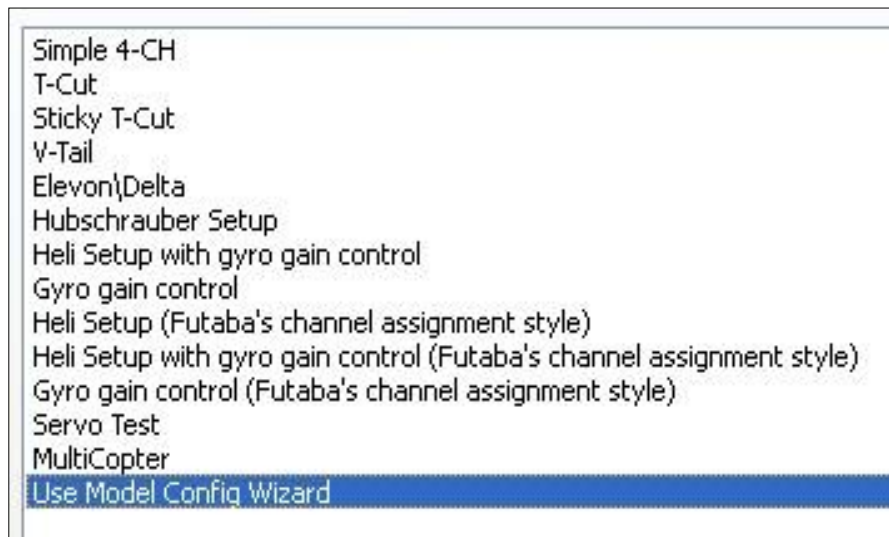 Simple 4-CH
T-Cut
Sticky T-Cut
V-Tail
Elevon\Delta
Hubschrauber Setup
Heli Setup with gyro gain control
Gyro gain control
Heli Setup (Futaba's channel assignment style)
Heli Setup with gyro gain control (Futaba's channel assignment style)
Gyro gain control (Futaba's channel assignment style)
Servo Test
MultiCopter
Use Model Config Wizard